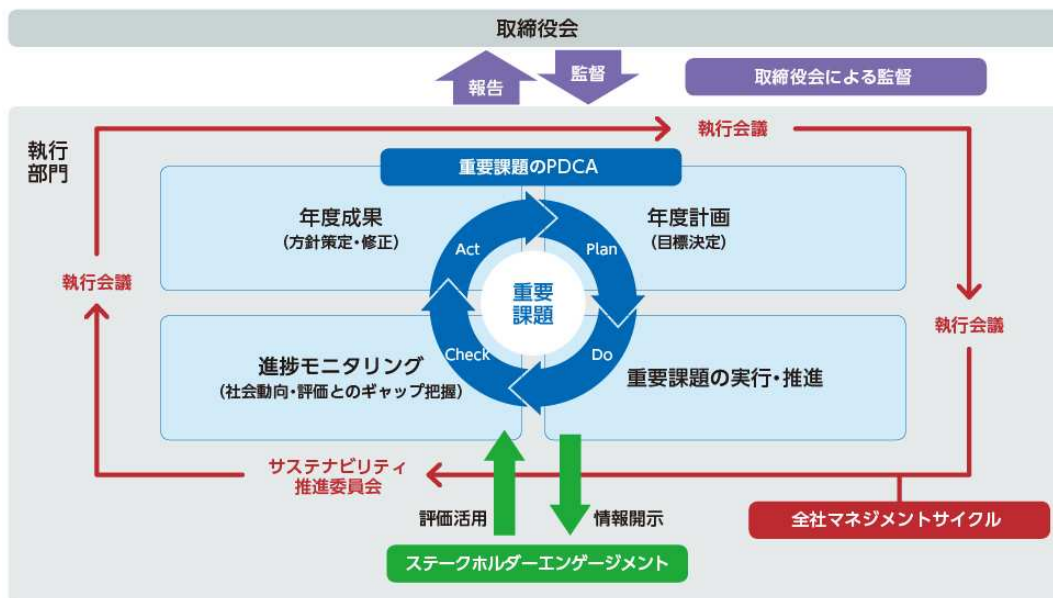 取締役会
報告
監督
取締役会による監督
執行
部門
執行会議
重要課題のPDCA
年度成果
(方針策定・修正)
年度計画
(目標決定)
Act
Plan
執行会議
重要
課題
執行会議
Check
Do
進捗モニタリング
(社会動向・評価とのギャップ把握)
重要課題の実行・推進
サステナビリティ
推進委員会
評価活用
情報開示
全社マネジメントサイクル
ステークホルダーエンゲージメント